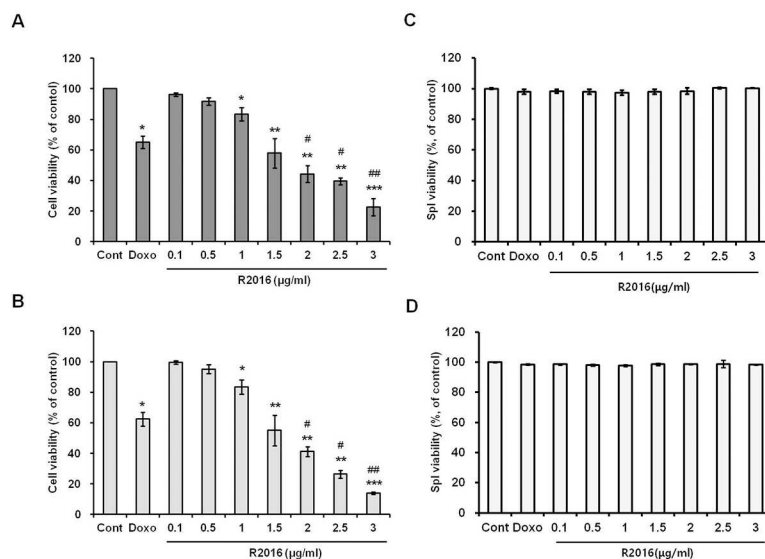 A
Cell viability (% of control)
120
100
80
60
40
20
0
*
*
**
#
**
#
**
##
***
Cont Doxo 0.1 0.5 1 1.5 2 2.5 3
R2016 (µg/ml)
B
Cell viability (% of control)
120
100
80
60
40
20
0
*
*
**
#
**
#
**
##
***
Cont Doxo 0.1 0.5 1 1.5 2 2.5 3
R2016 (µg/ml)
C
Spl viability (%, of control)
120
100
80
60
40
20
0
Cont Doxo 0.1 0.5 1 1.5 2 2.5 3
R2016(µg/ml)
D
Spl viability (%, of control)
120
100
80
60
40
20
0
Cont Doxo 0.1 0.5 1 1.5 2 2.5 3
R2016(µg/ml)